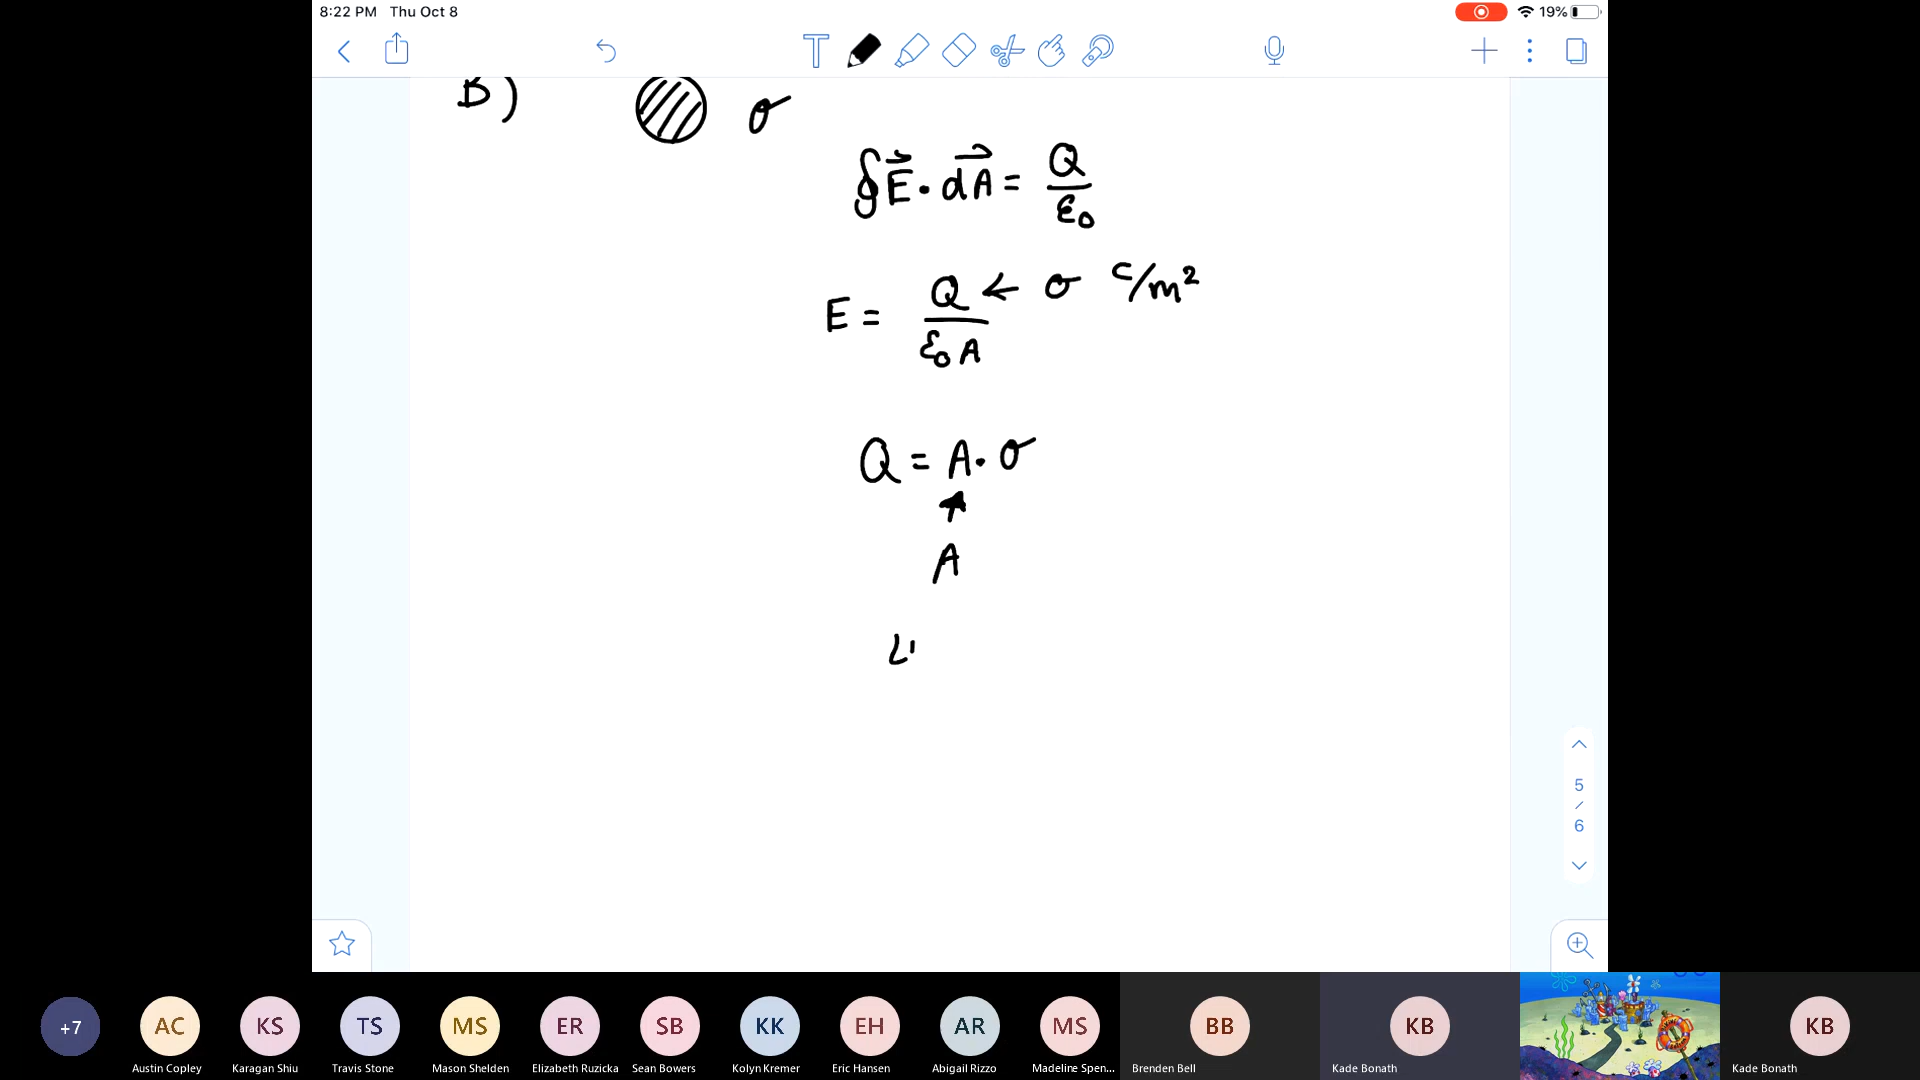 8:22 PM Thu Oct 8
19%
T
B) σ
∮E⃗·dA⃗ = Q/ε₀
E = Q/ε₀A ← σ C/m²
Q = A·σ
A
5
/
6
+7
AC
KS
TS
MS
ER
SB
KK
EH
AR
MS
BB
KB
KB
Austin Copley
Karagan Shiu
Travis Stone
Mason Shelden
Elizabeth Ruzicka
Sean Bowers
Kolyn Kremer
Eric Hansen
Abigail Rizzo
Madeline Spen...
Brenden Bell
Kade Bonath
Kade Bonath